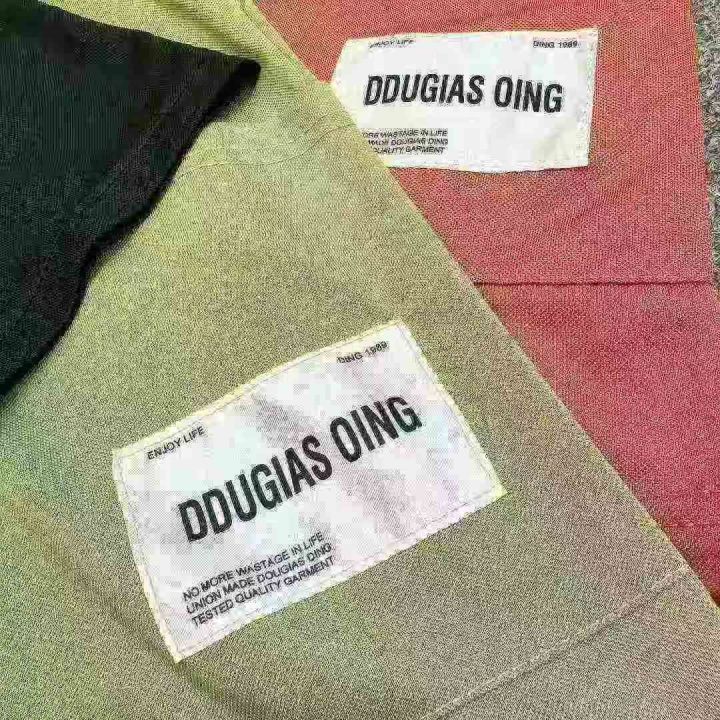 ENJOY LIFE
DING 1989
DDUGIAS OING
ORE WASTAGE IN LIFE
MADE DOUGIAS DING
QUALITY GARMENT
ENJOY LIFE
DING 1989
DDUGIAS OING
NO MORE WASTAGE IN LIFE
UNION MADE DOUGIAS DING
TESTED QUALITY GARMENT